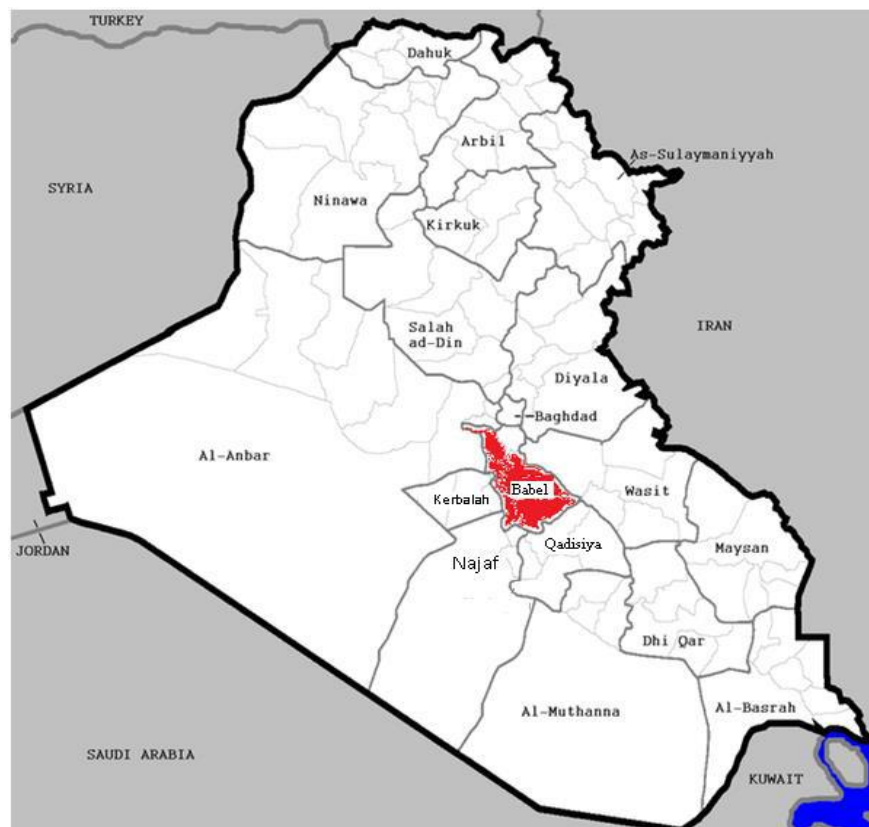 TURKEY
Dahuk
Arbil
As-Sulaymaniyyah
SYRIA
Ninawa
Kirkuk
IRAN
Salah
ad-Din
Diyala
Baghdad
Al-Anbar
Babel
Kerbalah
Wasit
Qadisiya
Maysan
JORDAN
Najaf
Dhi Qar
Al-Muthanna
Al-Basrah
SAUDI ARABIA
KUWAIT